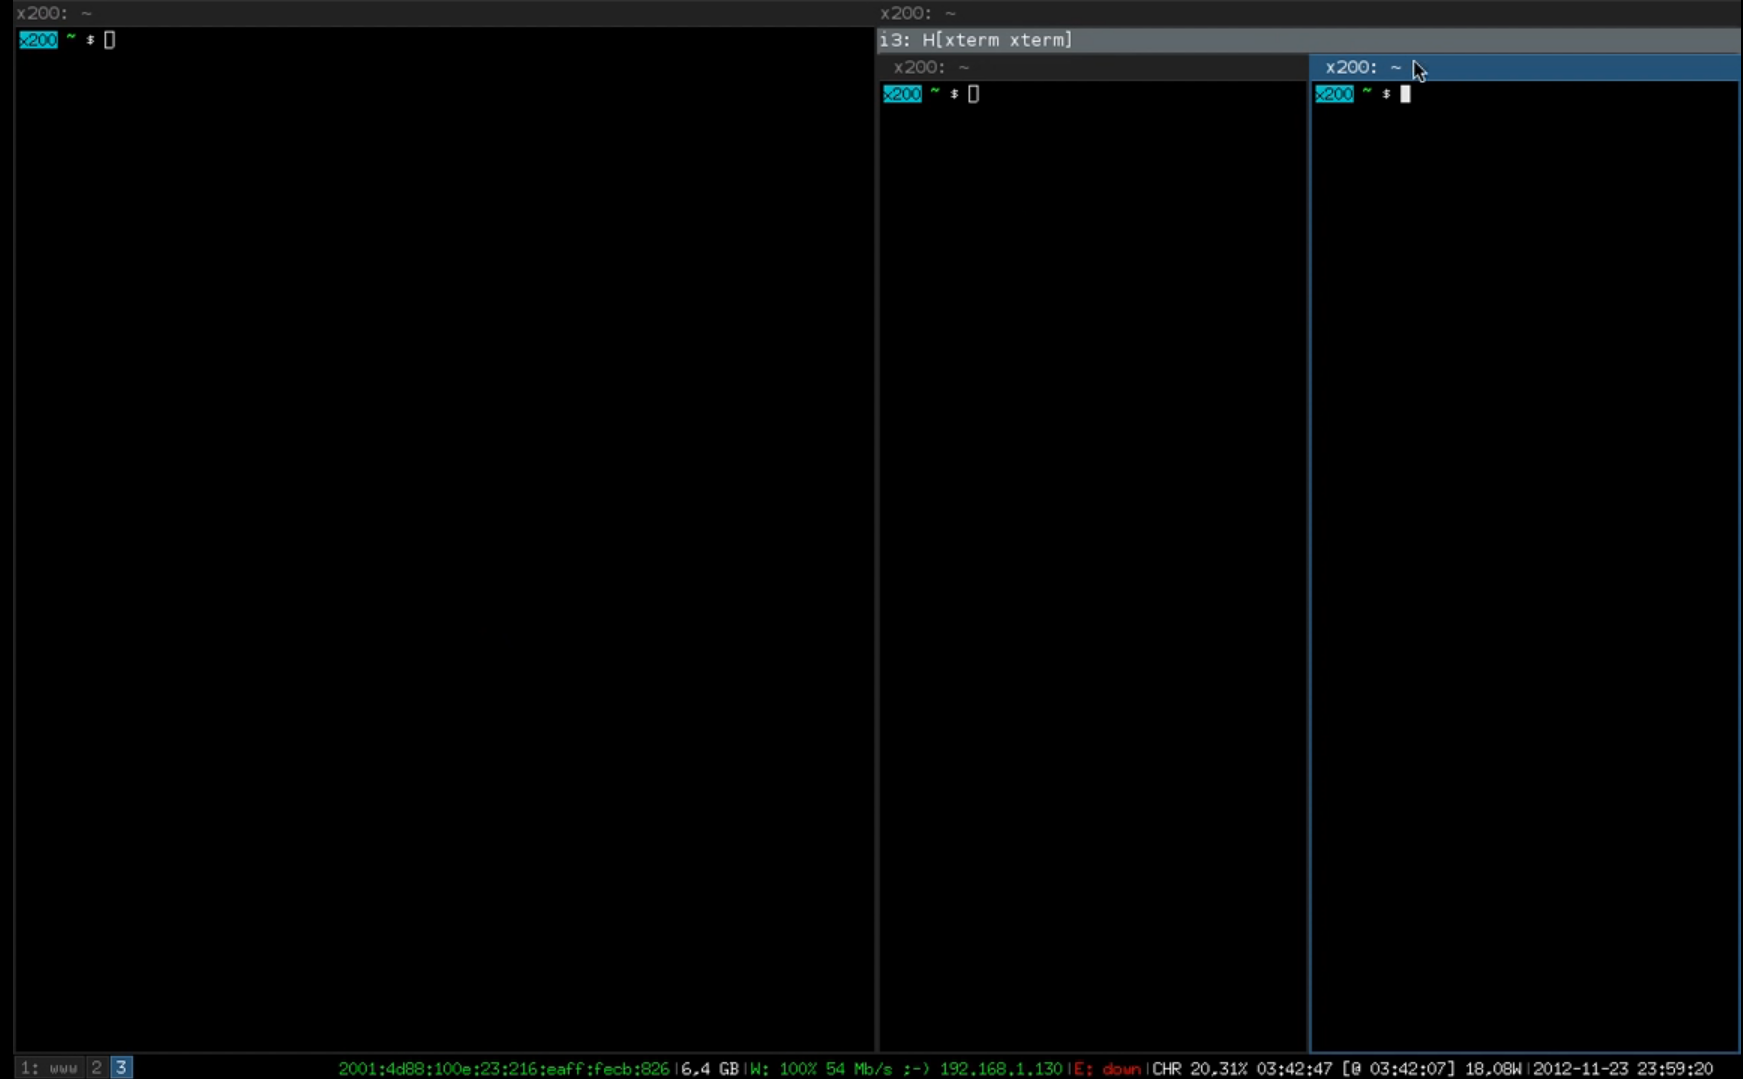 x200: ~
x200 ~ $
x200: ~
i3: H[xterm xterm]
x200: ~
x200 ~ $
x200: ~
x200 ~ $
1: www 2 3
2001:4d88:100e:23:216:eaff:fecb:826|6,4 GB|W: 100% 54 Mb/s ;-) 192.168.1.130|E: down|CHR 20,31% 03:42:47 [@ 03:42:07] 18,08W|2012-11-23 23:59:20